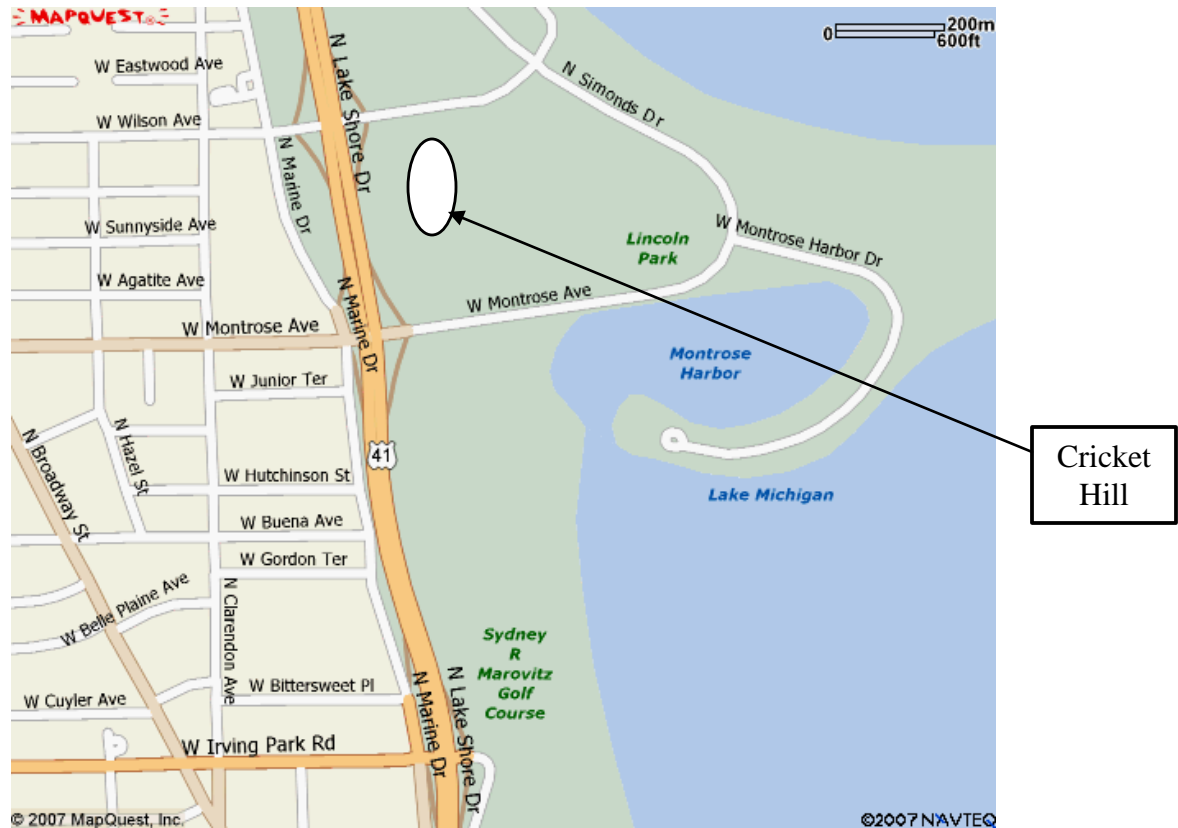 MAPQUEST
200m
0
600ft
W Eastwood Ave
N Lake Shore Dr
N Simonds Dr
W Wilson Ave
N Marine Dr
W Sunnyside Ave
Lincoln
Park
W Montrose Harbor Dr
W Agatite Ave
N Marine Dr
W Montrose Ave
W Montrose Ave
Montrose
Harbor
W Junior Ter
N Hazel St
N Broadway St
41
Cricket
Hill
W Hutchinson St
Lake Michigan
W Buena Ave
W Gordon Ter
W Belle Plaine Ave
N Clarendon Ave
Sydney
R
Marovitz
Golf
Course
W Bittersweet Pl
W Cuyler Ave
N Marine Dr
N Lake Shore Dr
W Irving Park Rd
© 2007 MapQuest, Inc.
©2007 NAVTEQ